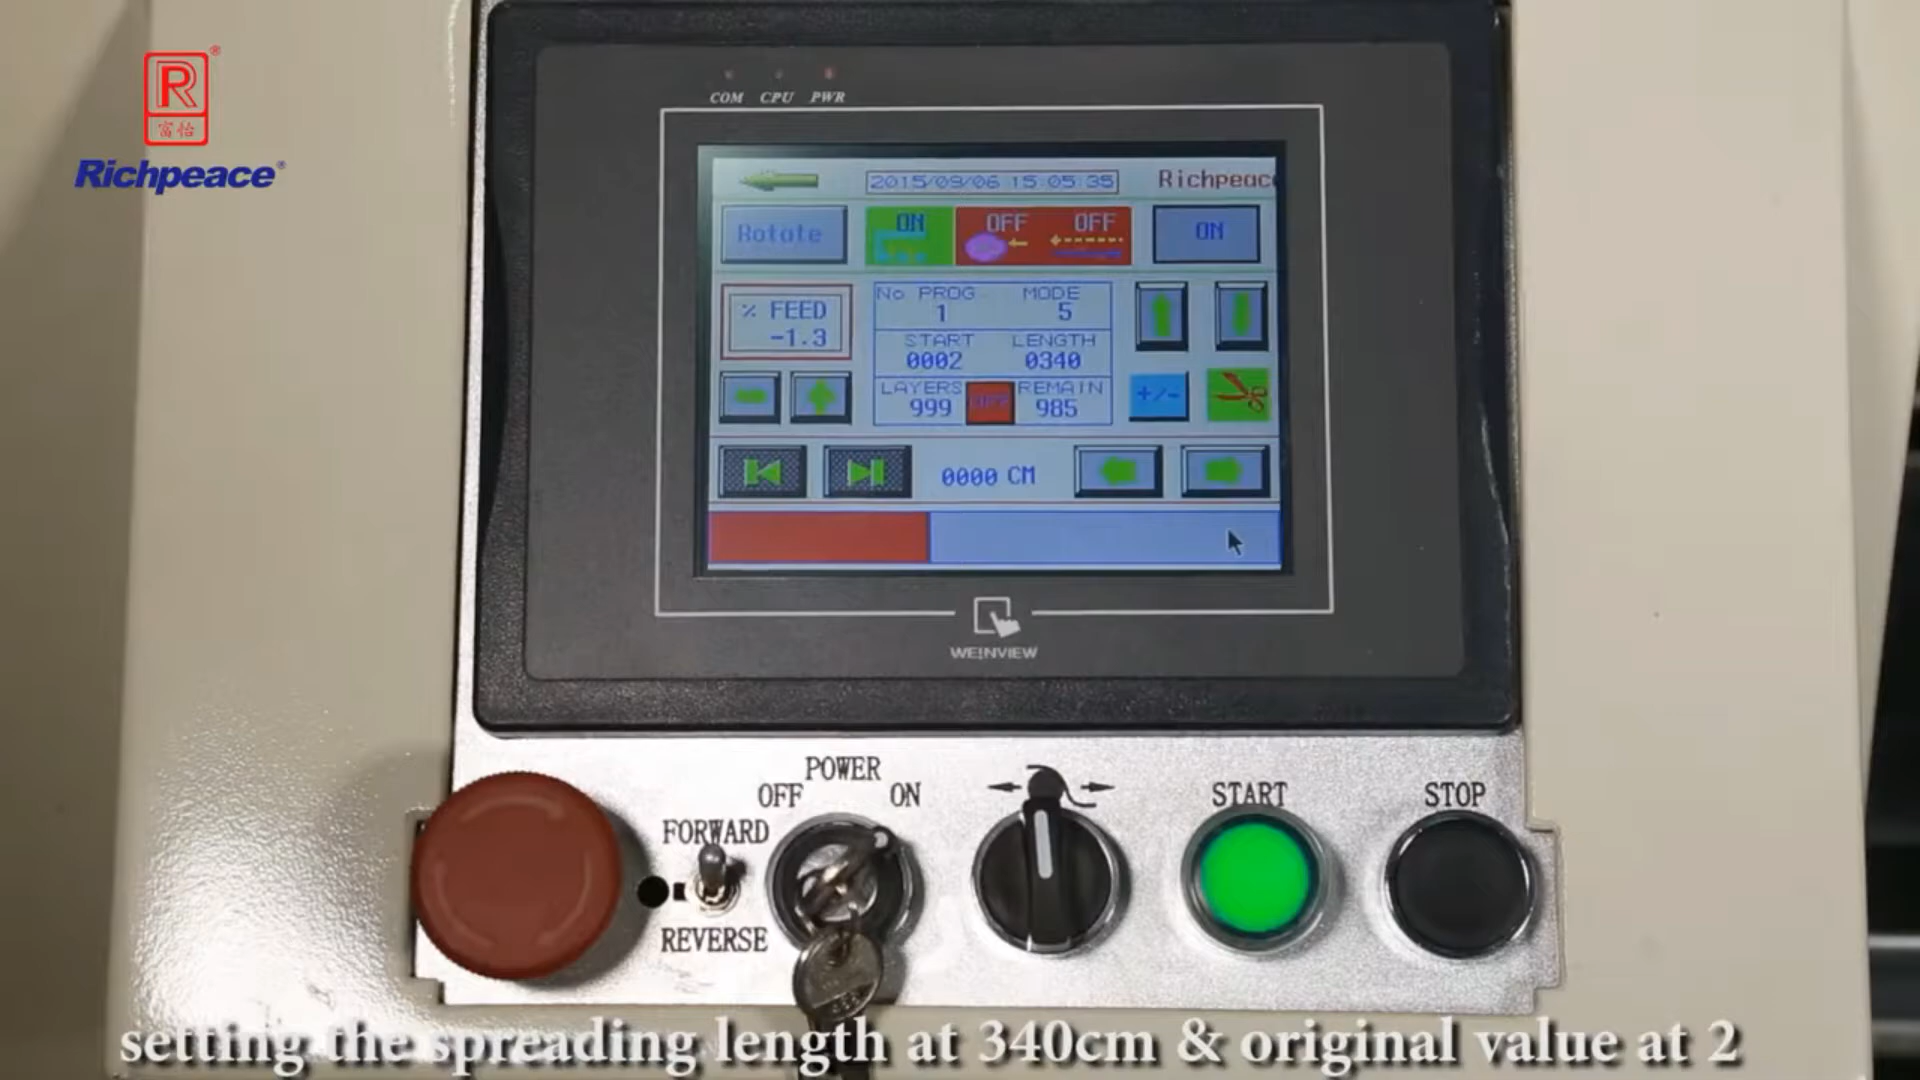 R®
富怡
Richpeace®
COM CPU PWR
2015/09/06 15:05:35 Richpeac
Rotate ON OFF OFF ON
% FEED
-1.3
No PROG. MODE
1 5
START LENGTH
0002 0340
LAYERS OFF REMAIN
999 985
+/-
0000 CM
WEINVIEW
POWER
OFF ON
FORWARD
REVERSE
START
STOP
setting the spreading length at 340cm & original value at 2